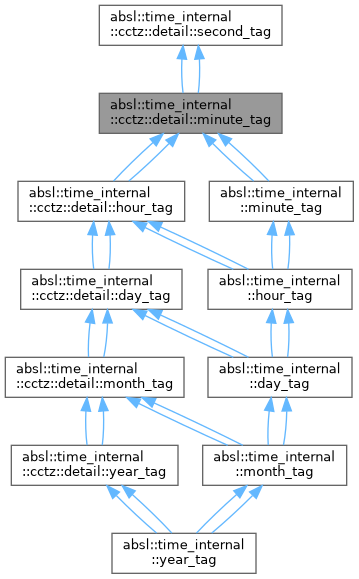 absl::time_internal
::cctz::detail::second_tag
absl::time_internal
::cctz::detail::minute_tag
absl::time_internal
::cctz::detail::hour_tag
absl::time_internal
::minute_tag
absl::time_internal
::cctz::detail::day_tag
absl::time_internal
::hour_tag
absl::time_internal
::cctz::detail::month_tag
absl::time_internal
::day_tag
absl::time_internal
::cctz::detail::year_tag
absl::time_internal
::month_tag
absl::time_internal
::year_tag